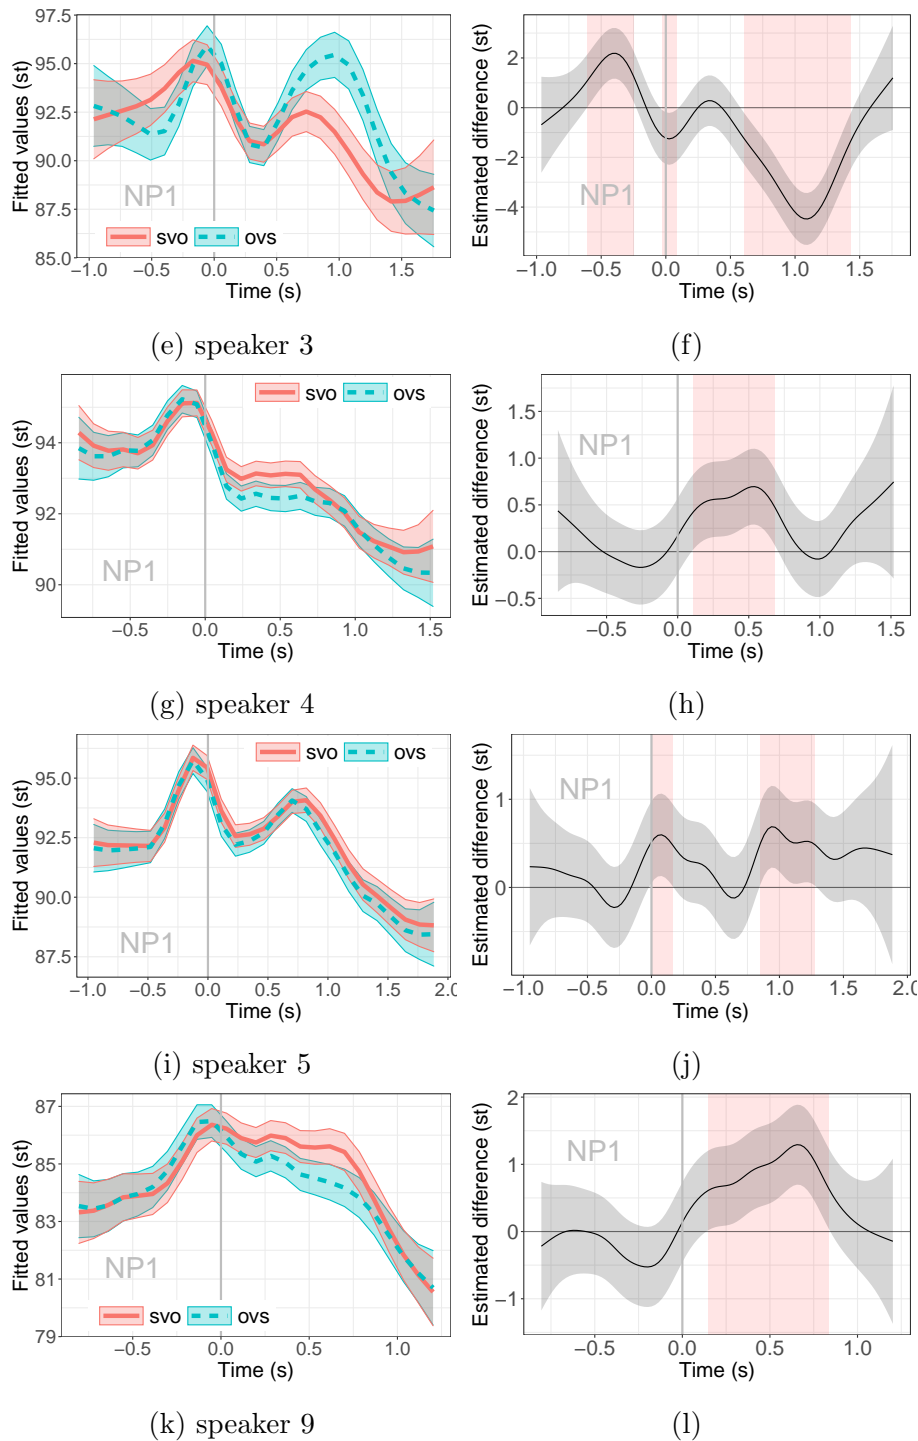 97.5
95.0
92.5
90.0
87.5
85.0
Fitted values (st)
NP1
svo ovs
−1.0 −0.5 0.0 0.5 1.0 1.5
Time (s)
2
0
−2
−4
Estimated difference (st)
NP1
−1.0 −0.5 0.0 0.5 1.0 1.5
Time (s)
(e) speaker 3
(f)
94
92
90
Fitted values (st)
svo ovs
NP1
−0.5 0.0 0.5 1.0 1.5
Time (s)
1.5
1.0
0.5
0.0
−0.5
Estimated difference (st)
NP1
−0.5 0.0 0.5 1.0 1.5
Time (s)
(g) speaker 4
(h)
95.0
92.5
90.0
87.5
Fitted values (st)
svo ovs
NP1
−1.0 −0.5 0.0 0.5 1.0 1.5 2.0
Time (s)
1
0
Estimated difference (st)
NP1
−1.0 −0.5 0.0 0.5 1.0 1.5 2.0
Time (s)
(i) speaker 5
(j)
87
85
83
81
79
Fitted values (st)
NP1
svo ovs
−0.5 0.0 0.5 1.0
Time (s)
2
1
0
−1
Estimated difference (st)
NP1
−0.5 0.0 0.5 1.0
Time (s)
(k) speaker 9
(l)